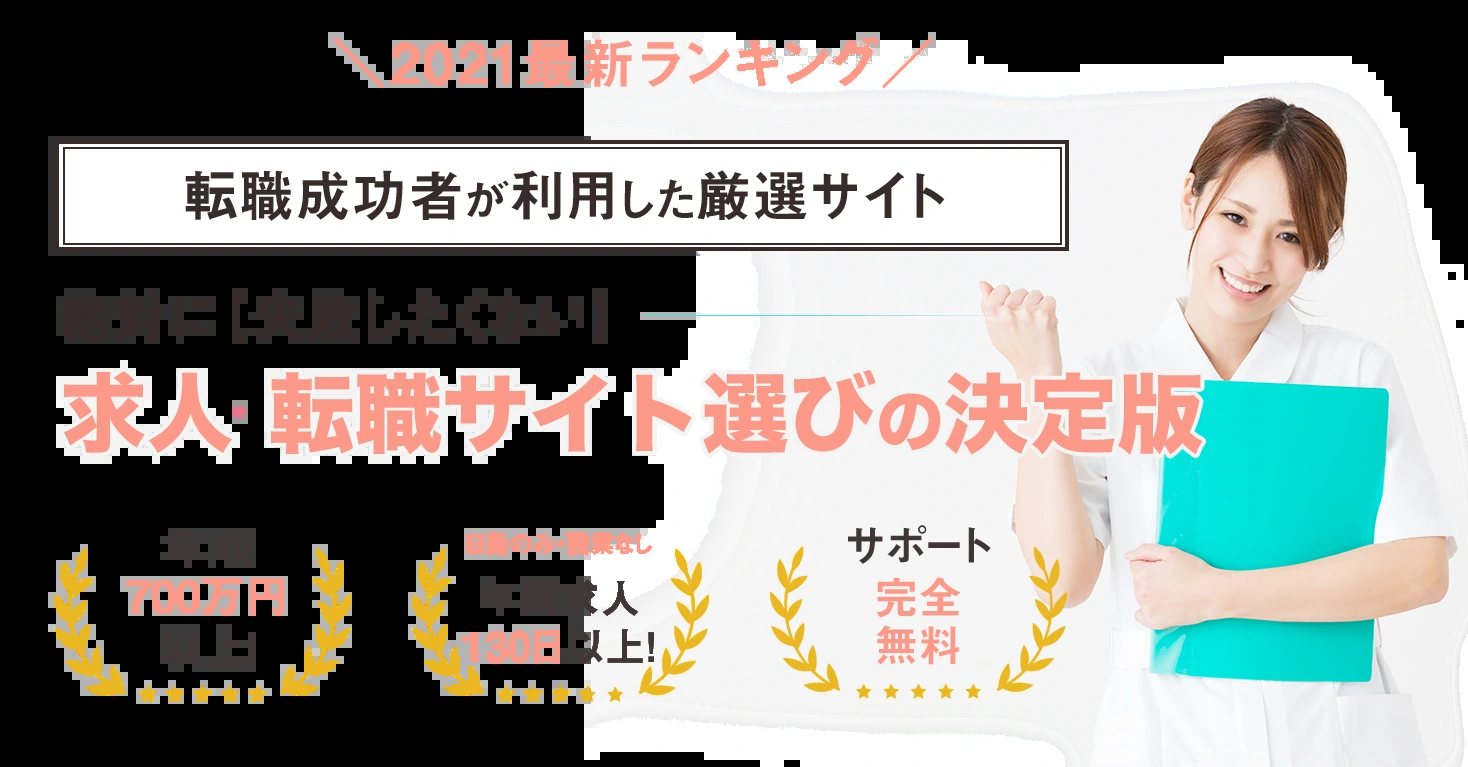 ＼2021最新ランキング／
転職成功者が利用した厳選サイト
絶対に【失敗したくない】
求人・転職サイト選びの決定版
年収
700万円
以上
日勤のみ・残業なし
年間求人
130日以上!
サポート
完全
無料